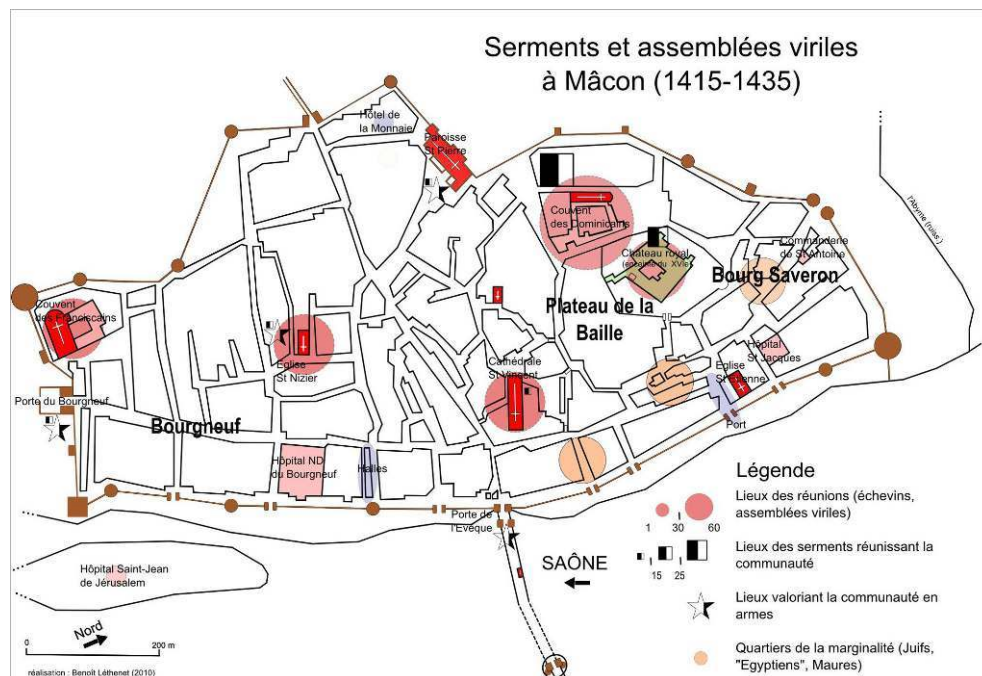 Serments et assemblées viriles
à Mâcon (1415-1435)
Hôtel de
la Monnaie
Paroisse
St Pierre
l'Abyme (ruiss.)
Couvent
des Dominicains
Château royal
(enceinte du XVIe)
Commanderie
de St Antoine
Bourg Saveron
Plateau de la
Baille
Couvent
des Franciscains
Eglise
St Nizier
Cathédrale
St Vincent
Hôpital
St Jacques
Eglise
St Etienne
Port
Porte du Bourgneuf
Bourgneuf
Hôpital ND
du Bourgneuf
Halles
Porte de
l'Evêque
SAÔNE
Hôpital Saint-Jean
de Jérusalem
Nord
0
200 m
réalisation : Benoît Léthenet (2010)
Légende
Lieux des réunions (échevins,
assemblées viriles)
1 30 60
Lieux des serments réunissant la
communauté
15 25
Lieux valoriant la communauté en
armes
Quartiers de la marginalité (Juifs,
"Egyptiens", Maures)